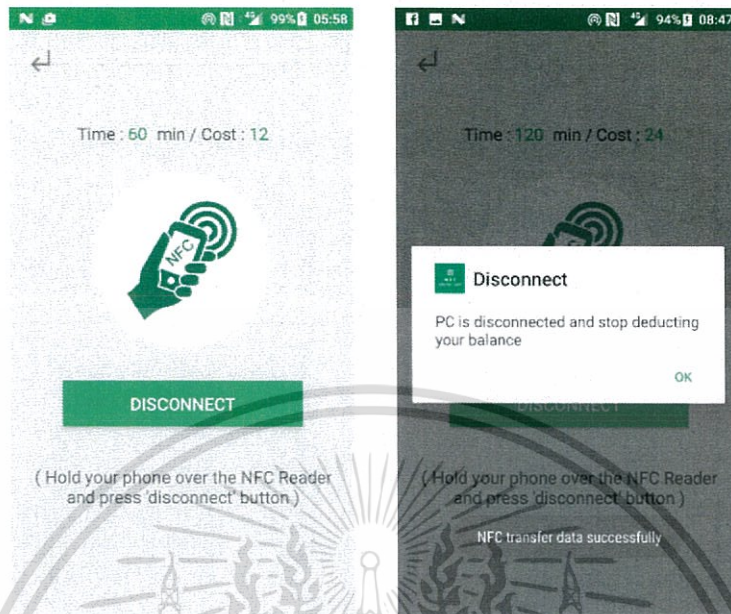 99% 05:58
Time : 60 min / Cost : 12
NFC
DISCONNECT
( Hold your phone over the NFC Reader
and press 'disconnect' button )
94% 08:47
Time : 120 min / Cost : 24
NFC
Disconnect
PC is disconnected and stop deducting
your balance
OK
DISCONNECT
( Hold your phone over the NFC Reader
and press 'disconnect' button )
NFC transfer data successfully